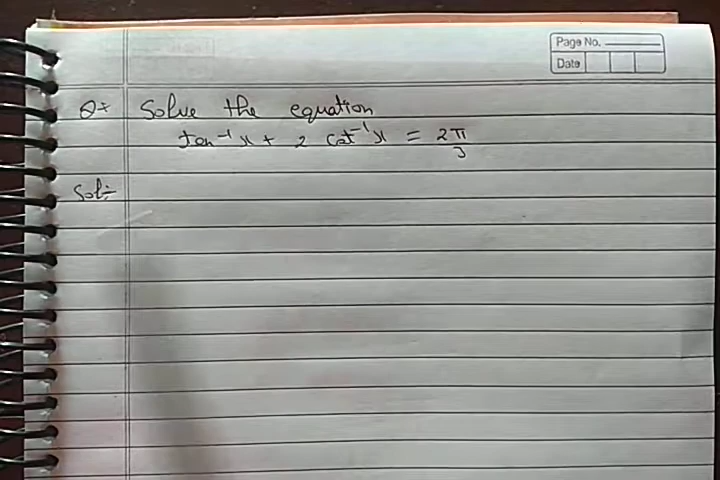 Page No.
Date
Q÷ Solve the equation
tan⁻¹x + 2 cot⁻¹x = 2π/3
Sol÷